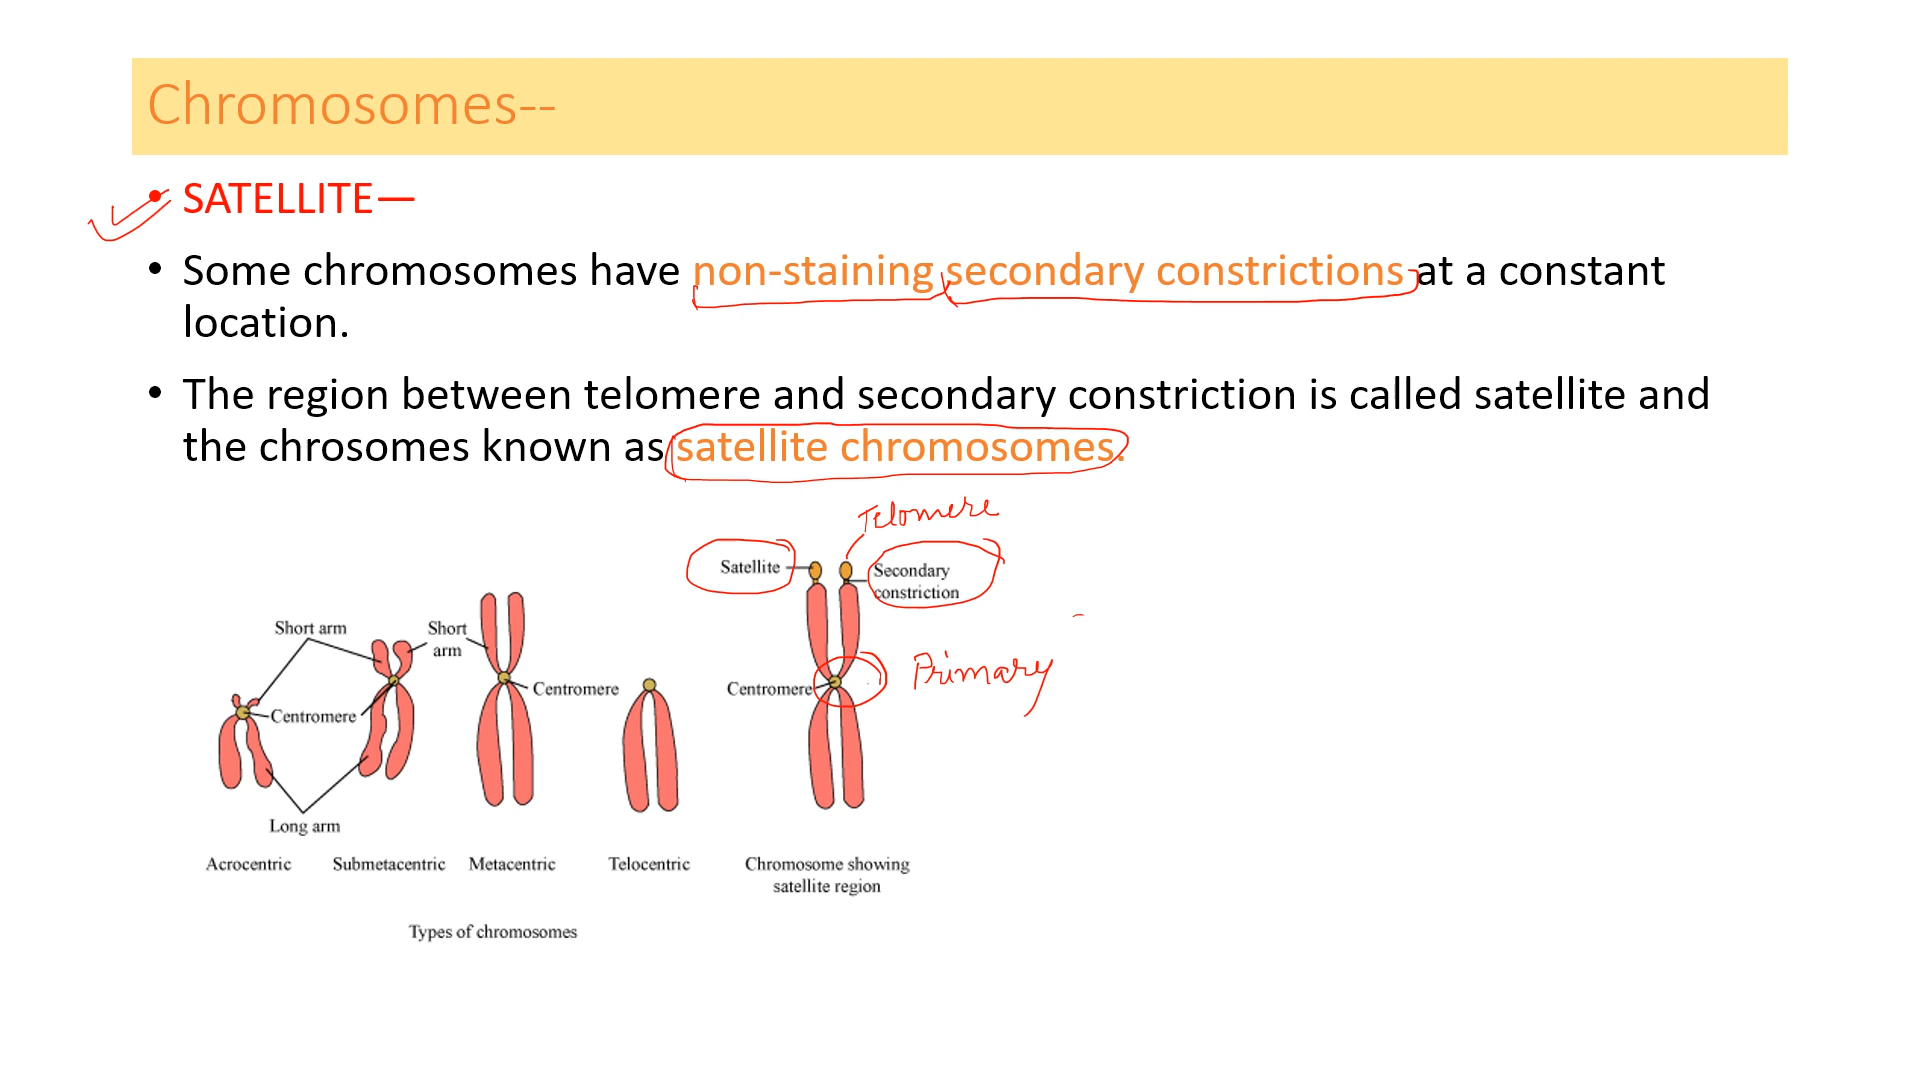 Chromosomes--
• SATELLITE—
• Some chromosomes have non-staining secondary constrictions at a constant
location.
• The region between telomere and secondary constriction is called satellite and
the chrosomes known as satellite chromosomes.
Telomere
Satellite
Secondary
constriction
Short arm
Short
arm
Primary
Centromere
Centromere
Centromere
Long arm
Acrocentric Submetacentric Metacentric Telocentric Chromosome showing
satellite region
Types of chromosomes